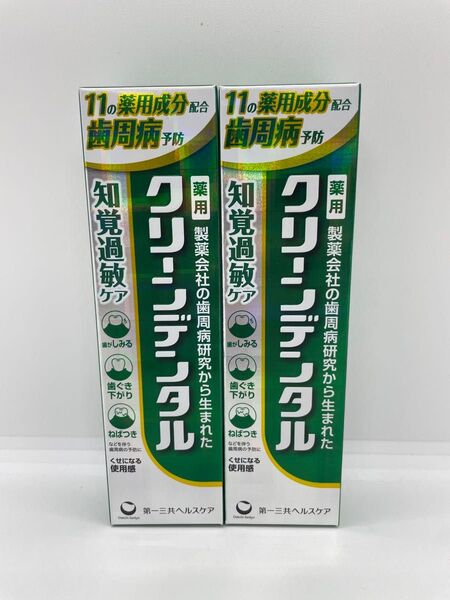 11の薬用成分配合
歯周病予防
薬用
製薬会社の歯周病研究から生まれた
クリーンデンタル
知覚過敏ケア
歯がしみる
歯ぐき
下がり
ねばつき
などを伴う
歯周病の予防に
くせになる
使用感
Daiichi-Sankyo
第一三共ヘルスケア
11の薬用成分配合
歯周病予防
薬用
製薬会社の歯周病研究から生まれた
クリーンデンタル
知覚過敏ケア
歯がしみる
歯ぐき
下がり
ねばつき
などを伴う
歯周病の予防に
くせになる
使用感
Daiichi-Sankyo
第一三共ヘルスケア